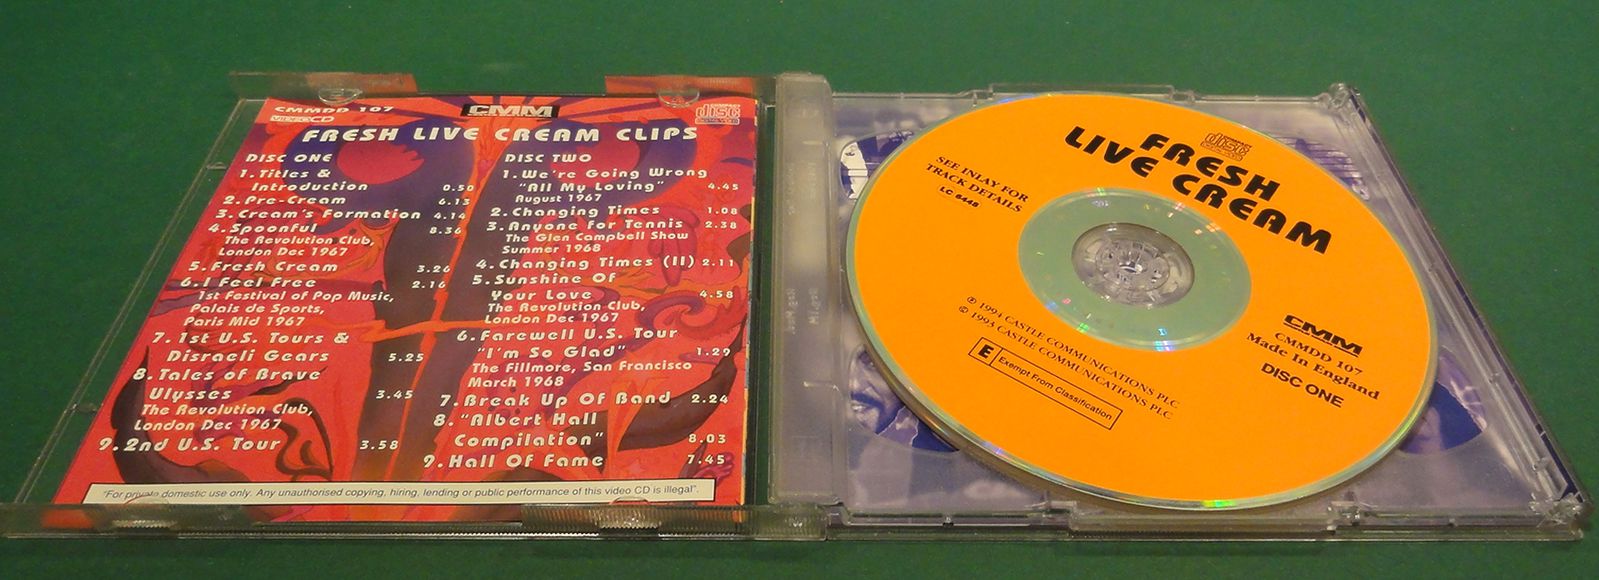 CMMDD 107
CMM
VIDEO CD
disc
FRESH LIVE CREAM CLIPS
DISC ONE
1. Titles &
Introduction 0.50
2. Pre-Cream 6.13
3. Cream's Formation 4.14
4. Spoonful 8.36
The Revolution Club,
London Dec 1967
5. Fresh Cream 3.26
6. I Feel Free 2.16
1st Festival of Pop Music,
Palais de Sports,
Paris Mid 1967
7. 1st U.S. Tours &
Disraeli Gears 5.25
8. Tales of Brave
Ulysses 3.45
The Revolution Club,
London Dec 1967
9. 2nd U.S. Tour 3.58
DISC TWO
1. We're Going Wrong
"All My Loving" 4.45
August 1967
2. Changing Times 1.08
3. Anyone for Tennis 2.38
The Glen Campbell Show
Summer 1968
4. Changing Times (II) 2.11
5. Sunshine Of
Your Love 4.58
The Revolution Club,
London Dec 1967
6. Farewell U.S. Tour
"I'm So Glad" 1.29
The Fillmore, San Francisco
March 1968
7. Break Up Of Band 2.24
8. "Albert Hall
Compilation" 8.03
9. Hall Of Fame 7.45
"For private domestic use only. Any unauthorised copying, hiring, lending or public performance of this video CD is illegal".
disc
FRESH
LIVE CREAM
SEE INLAY FOR
TRACK DETAILS
LC 6448
℗ 1994 CASTLE COMMUNICATIONS PLC
© 1995 CASTLE COMMUNICATIONS PLC
E Exempt From Classification
CMM
CMMDD 107
Made In England
DISC ONE